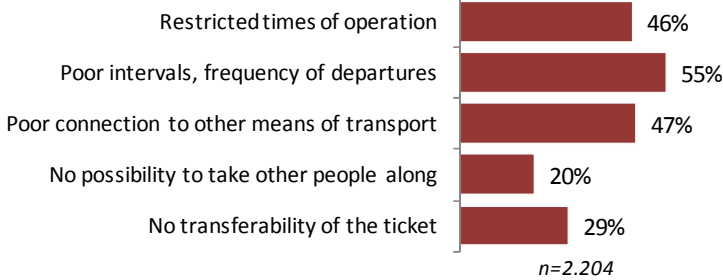 Restricted times of operation 46%
Poor intervals, frequency of departures 55%
Poor connection to other means of transport 47%
No possibility to take other people along 20%
No transferability of the ticket 29%
n=2.204